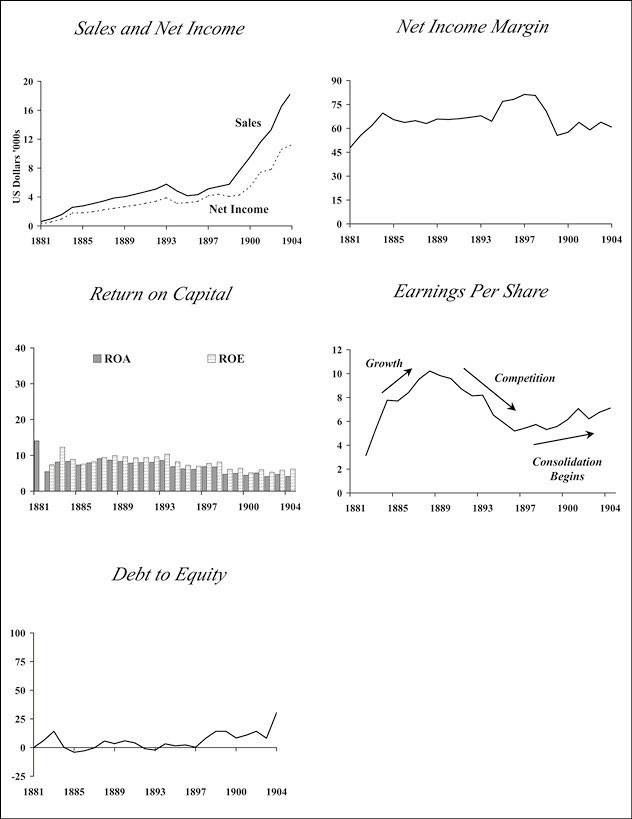 Sales and Net Income
20
16
12
8
4
0
US Dollars '000s
Sales
Net Income
1881 1885 1889 1893 1897 1900 1904
Net Income Margin
90
75
60
45
30
15
0
1881 1885 1889 1893 1897 1900 1904
Return on Capital
40
30
20
10
0
ROA ROE
1881 1885 1889 1893 1897 1900 1904
Earnings Per Share
12
10
8
6
4
2
0
Growth
Competition
Consolidation
Begins
1881 1885 1889 1893 1897 1900 1904
Debt to Equity
100
75
50
25
0
-25
1881 1885 1889 1893 1897 1900 1904